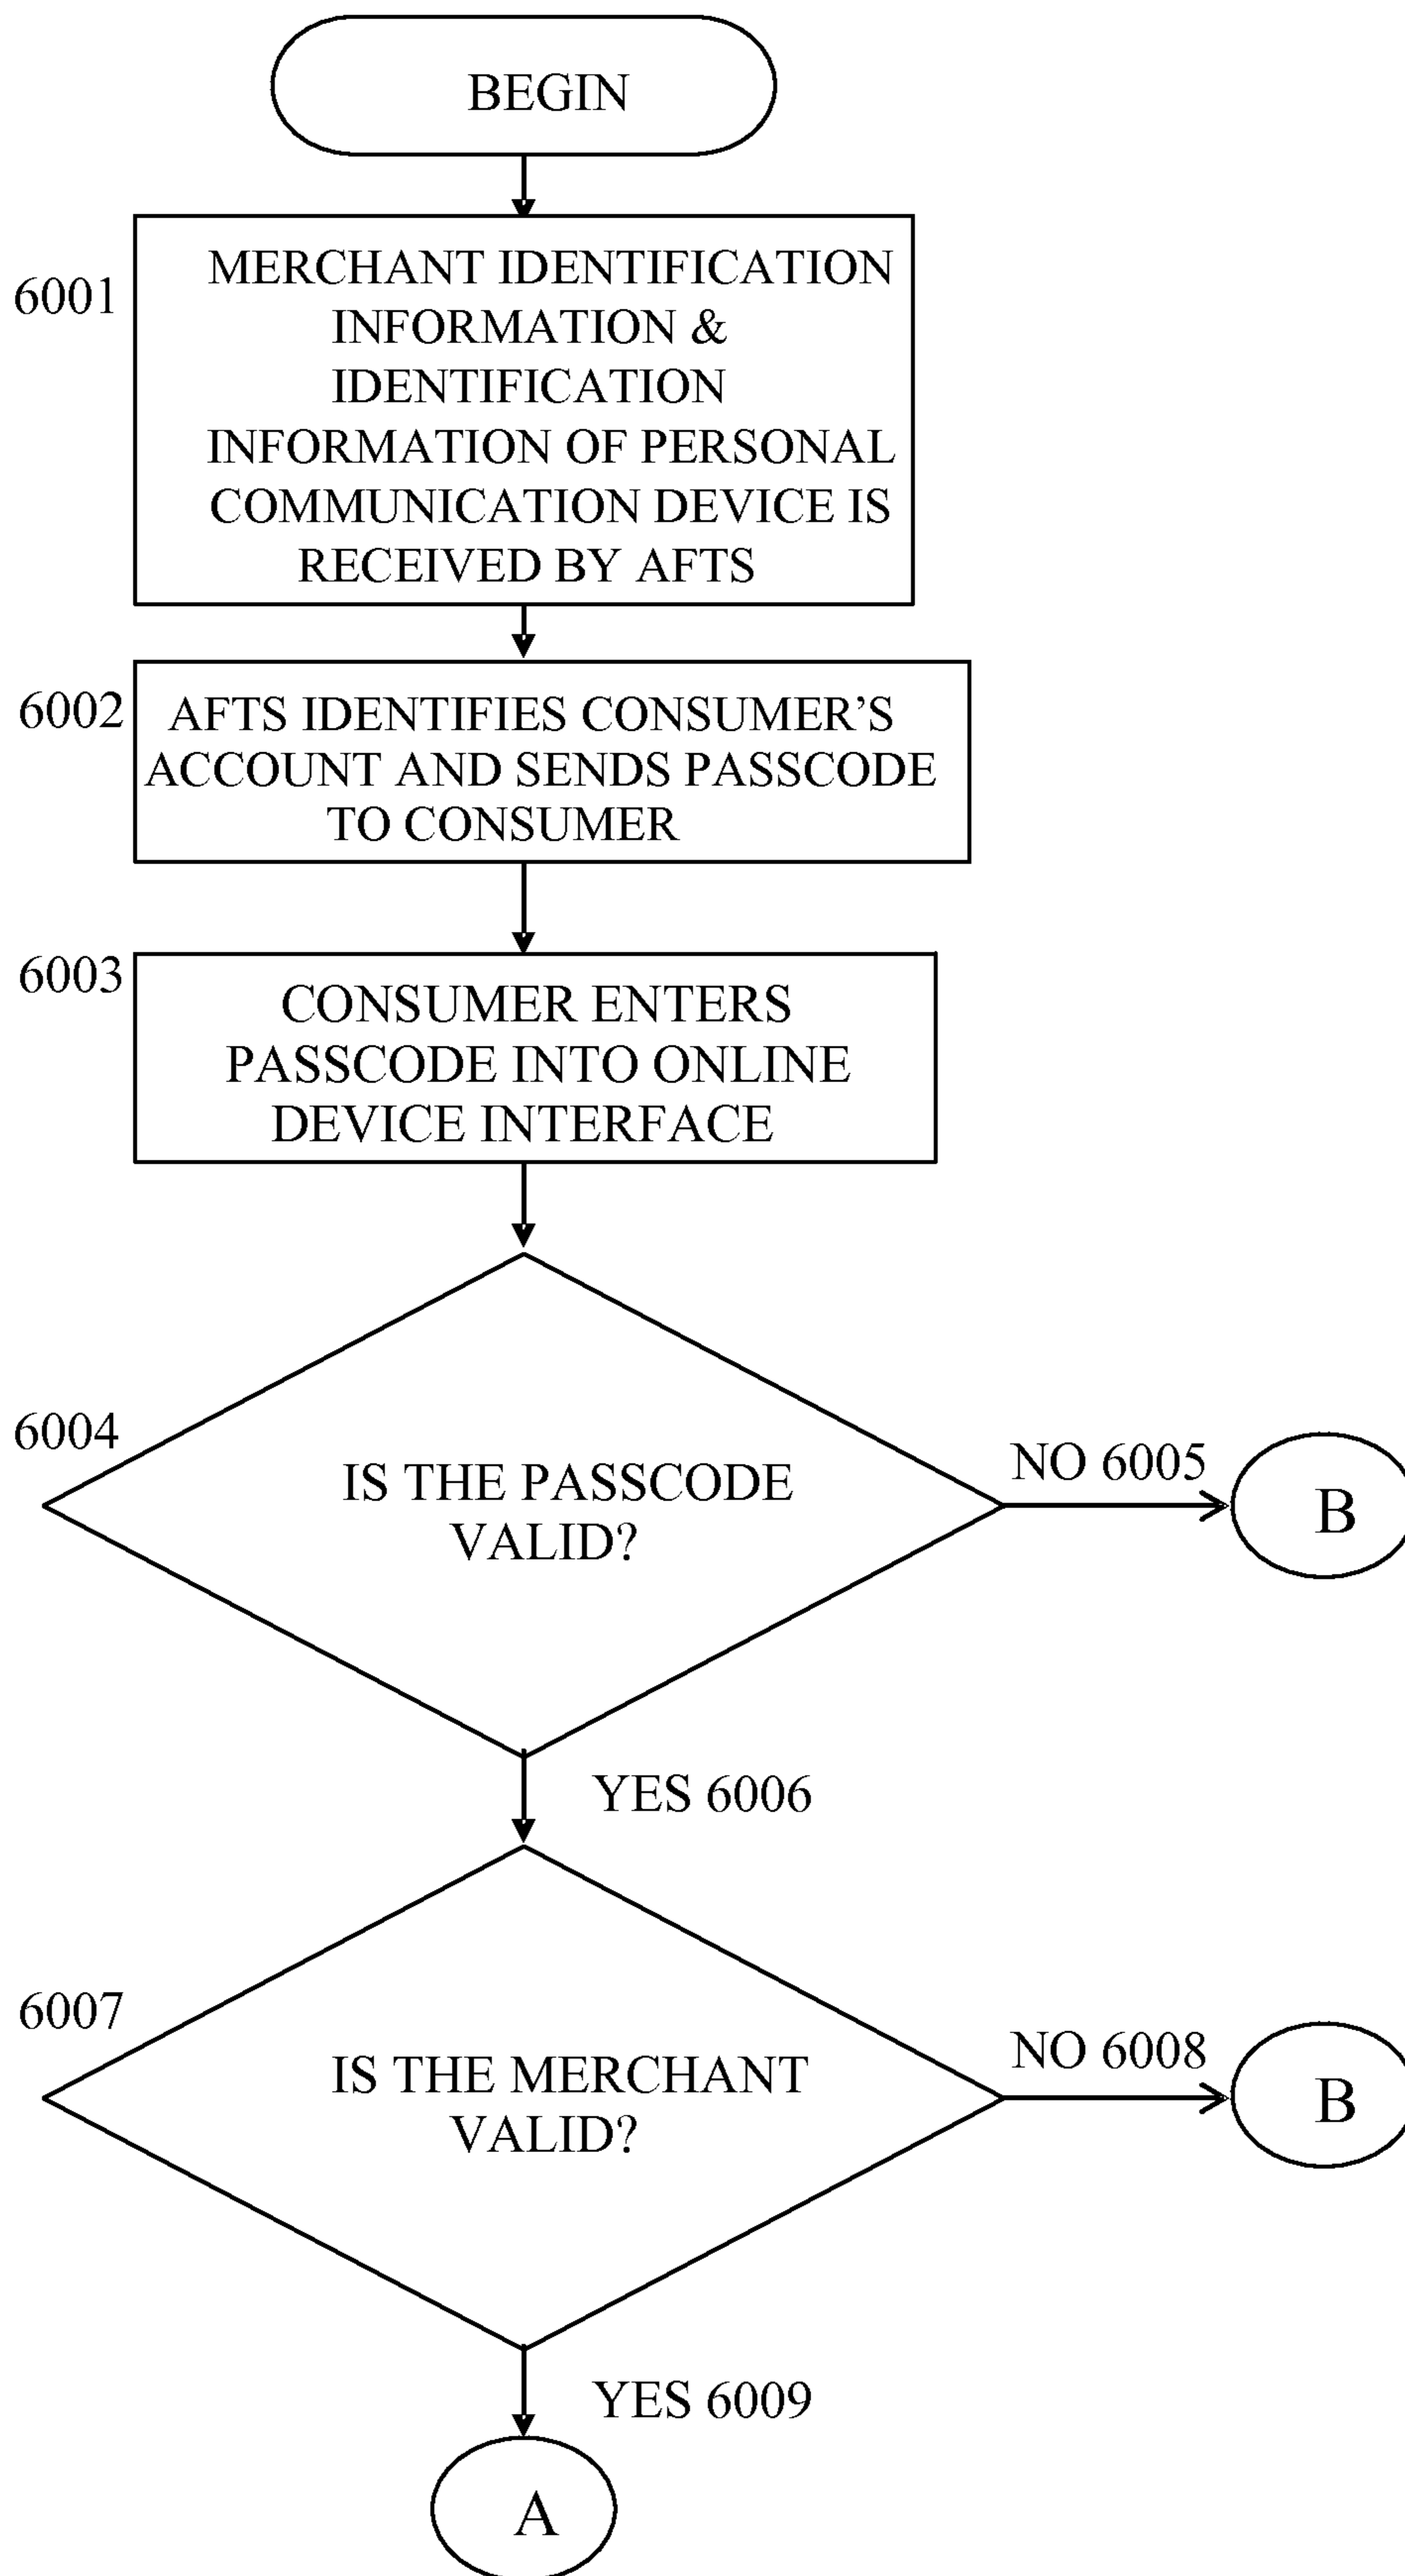 BEGIN
6001
MERCHANT IDENTIFICATION
INFORMATION &
IDENTIFICATION
INFORMATION OF PERSONAL
COMMUNICATION DEVICE IS
RECEIVED BY AFTS
6002
AFTS IDENTIFIES CONSUMER’S
ACCOUNT AND SENDS PASSCODE
TO CONSUMER
6003
CONSUMER ENTERS
PASSCODE INTO ONLINE
DEVICE INTERFACE
6004
IS THE PASSCODE
VALID?
NO 6005
B
YES 6006
6007
IS THE MERCHANT
VALID?
NO 6008
B
YES 6009
A